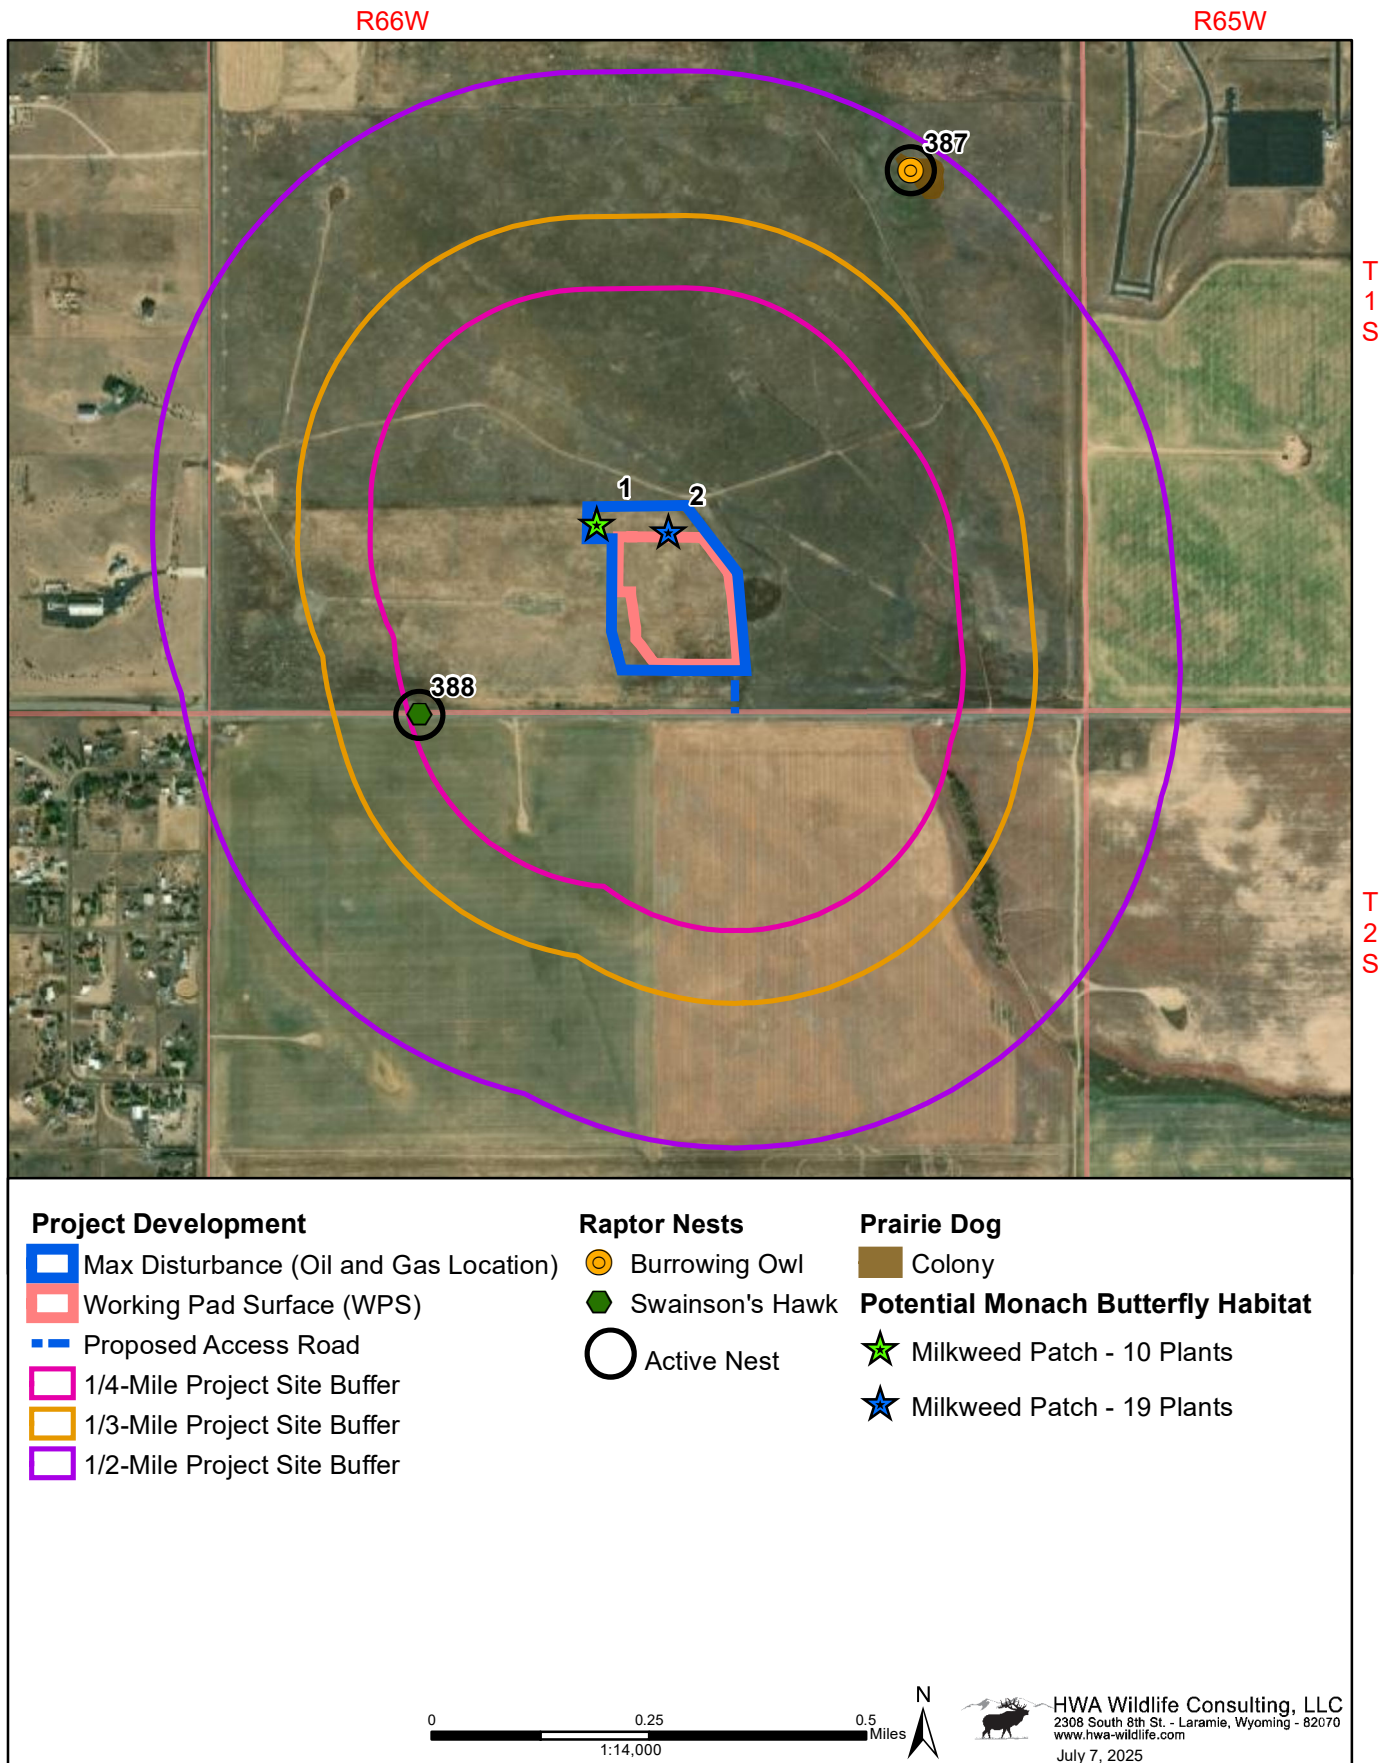 R66W
R65W
387
T
1
S
1
2
388
T
2
S
Project Development
Max Disturbance (Oil and Gas Location)
Working Pad Surface (WPS)
Proposed Access Road
1/4-Mile Project Site Buffer
1/3-Mile Project Site Buffer
1/2-Mile Project Site Buffer
Raptor Nests
Burrowing Owl
Swainson's Hawk
Active Nest
Prairie Dog
Colony
Potential Monach Butterfly Habitat
Milkweed Patch - 10 Plants
Milkweed Patch - 19 Plants
0 0.25 0.5
Miles
1:14,000
N
HWA Wildlife Consulting, LLC
2308 South 8th St. - Laramie, Wyoming - 82070
www.hwa-wildlife.com
July 7, 2025